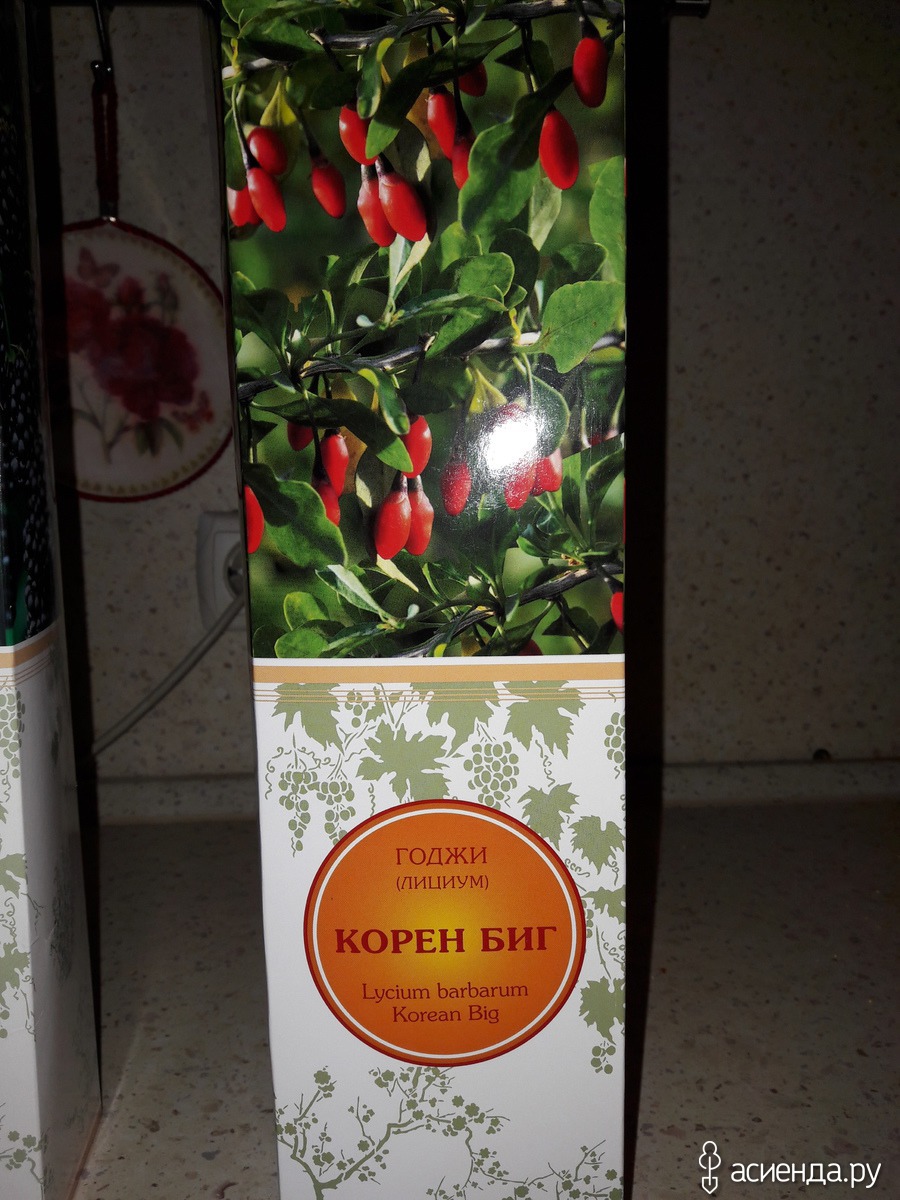 ГОДЖИ
(ЛИЦИУМ)
КОРЕН БИГ
Lycium barbarum
Korean Big
асиенда.ру